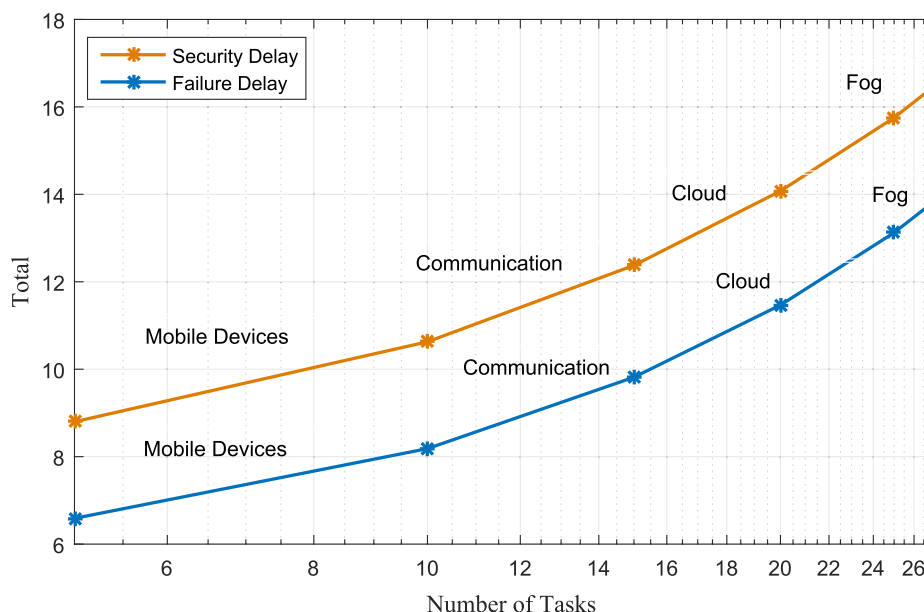 18
16
14
12
10
8
6
Total
Security Delay
Failure Delay
Fog
Fog
Cloud
Cloud
Communication
Communication
Mobile Devices
Mobile Devices
6 8 10 12 14 16 18 20 22 24 26
Number of Tasks